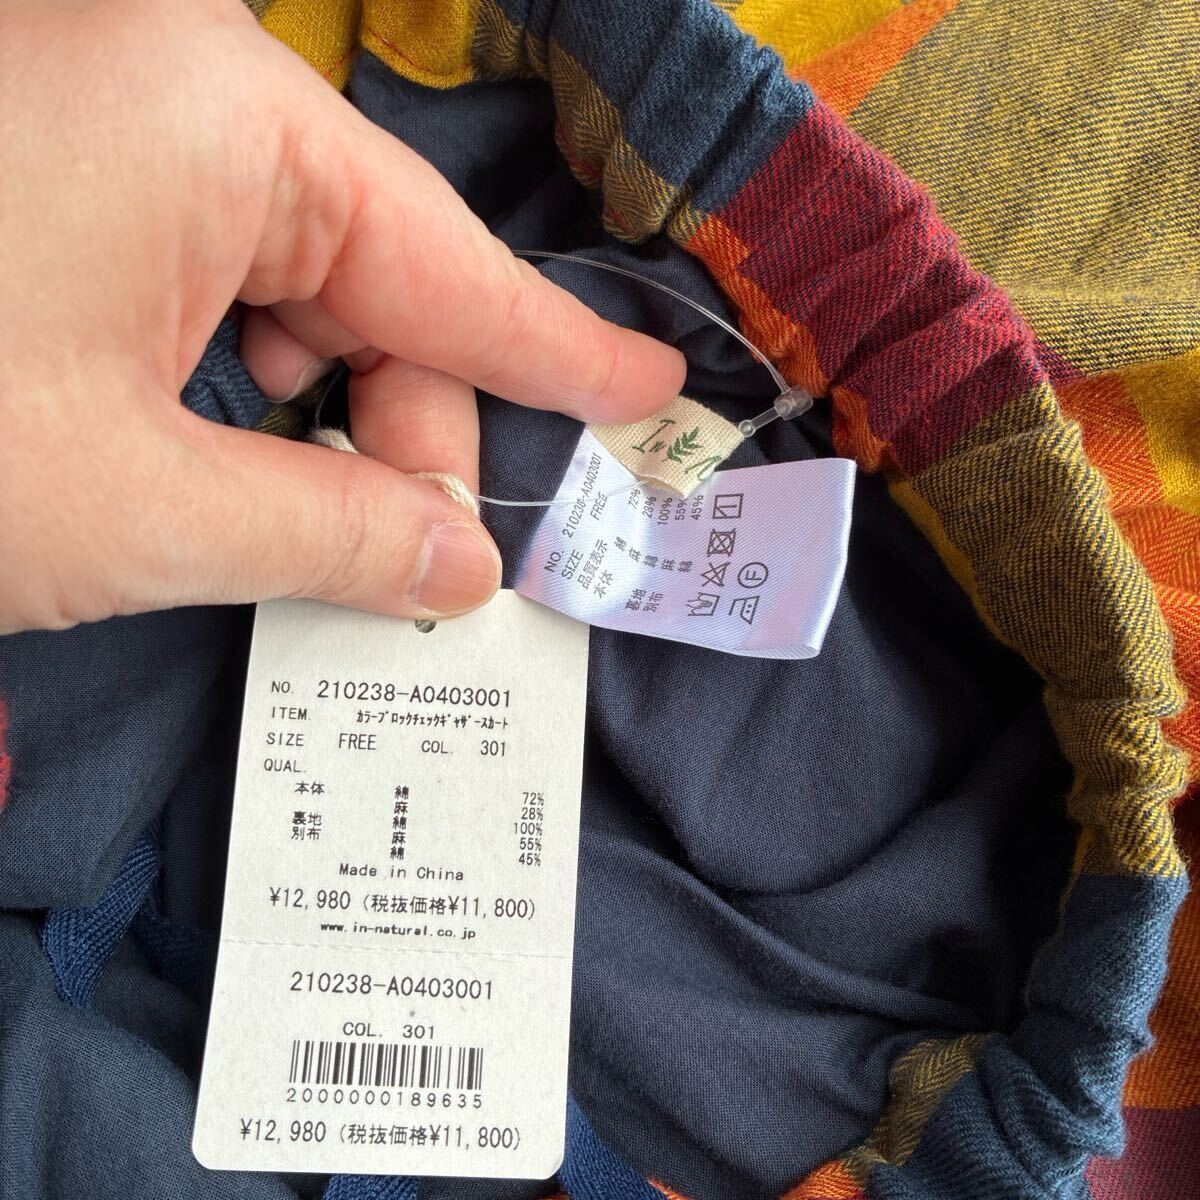 NO. 210238-A0403001
SIZE FREE
品質表示
本体 綿 72%
麻 28%
裏地 綿 100%
別布 麻 55%
綿 45%
F
NO. 210238-A0403001
ITEM. カラーブロックチェックギャザースカート
SIZE FREE COL. 301
QUAL.
本体 綿 72%
麻 28%
裏地 綿 100%
別布 麻 55%
綿 45%
Made in China
¥12,980 (税抜価格¥11,800)
www.in-natural.co.jp
210238-A0403001
COL. 301
2000000189635
¥12,980 (税抜価格¥11,800)